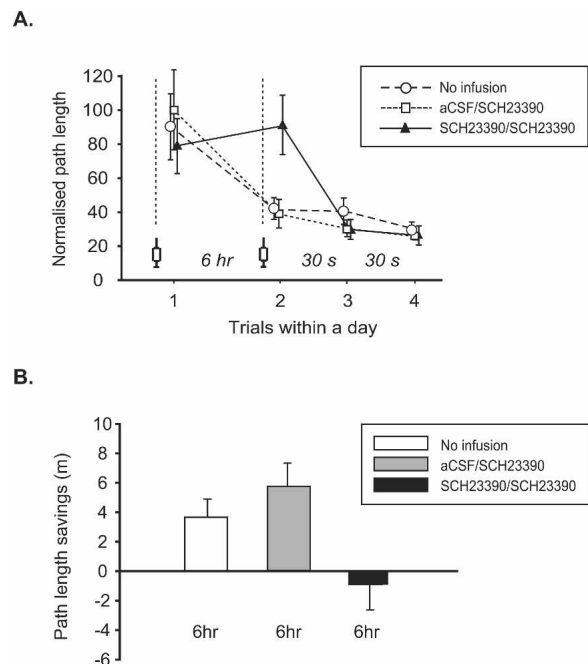 A.
Normalised path length
120
100
80
60
40
20
0
No infusion
aCSF/SCH23390
SCH23390/SCH23390
6 hr
30 s
30 s
1
2
3
4
Trials within a day
B.
Path length savings (m)
10
8
6
4
2
0
-2
-4
-6
No infusion
aCSF/SCH23390
SCH23390/SCH23390
6hr
6hr
6hr